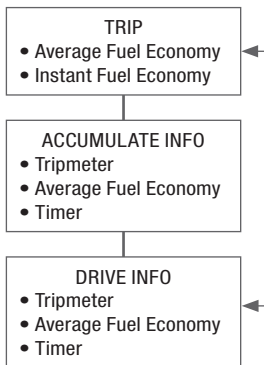 TRIP
• Average Fuel Economy
• Instant Fuel Economy
ACCUMULATE INFO
• Tripmeter
• Average Fuel Economy
• Timer
DRIVE INFO
• Tripmeter
• Average Fuel Economy
• Timer